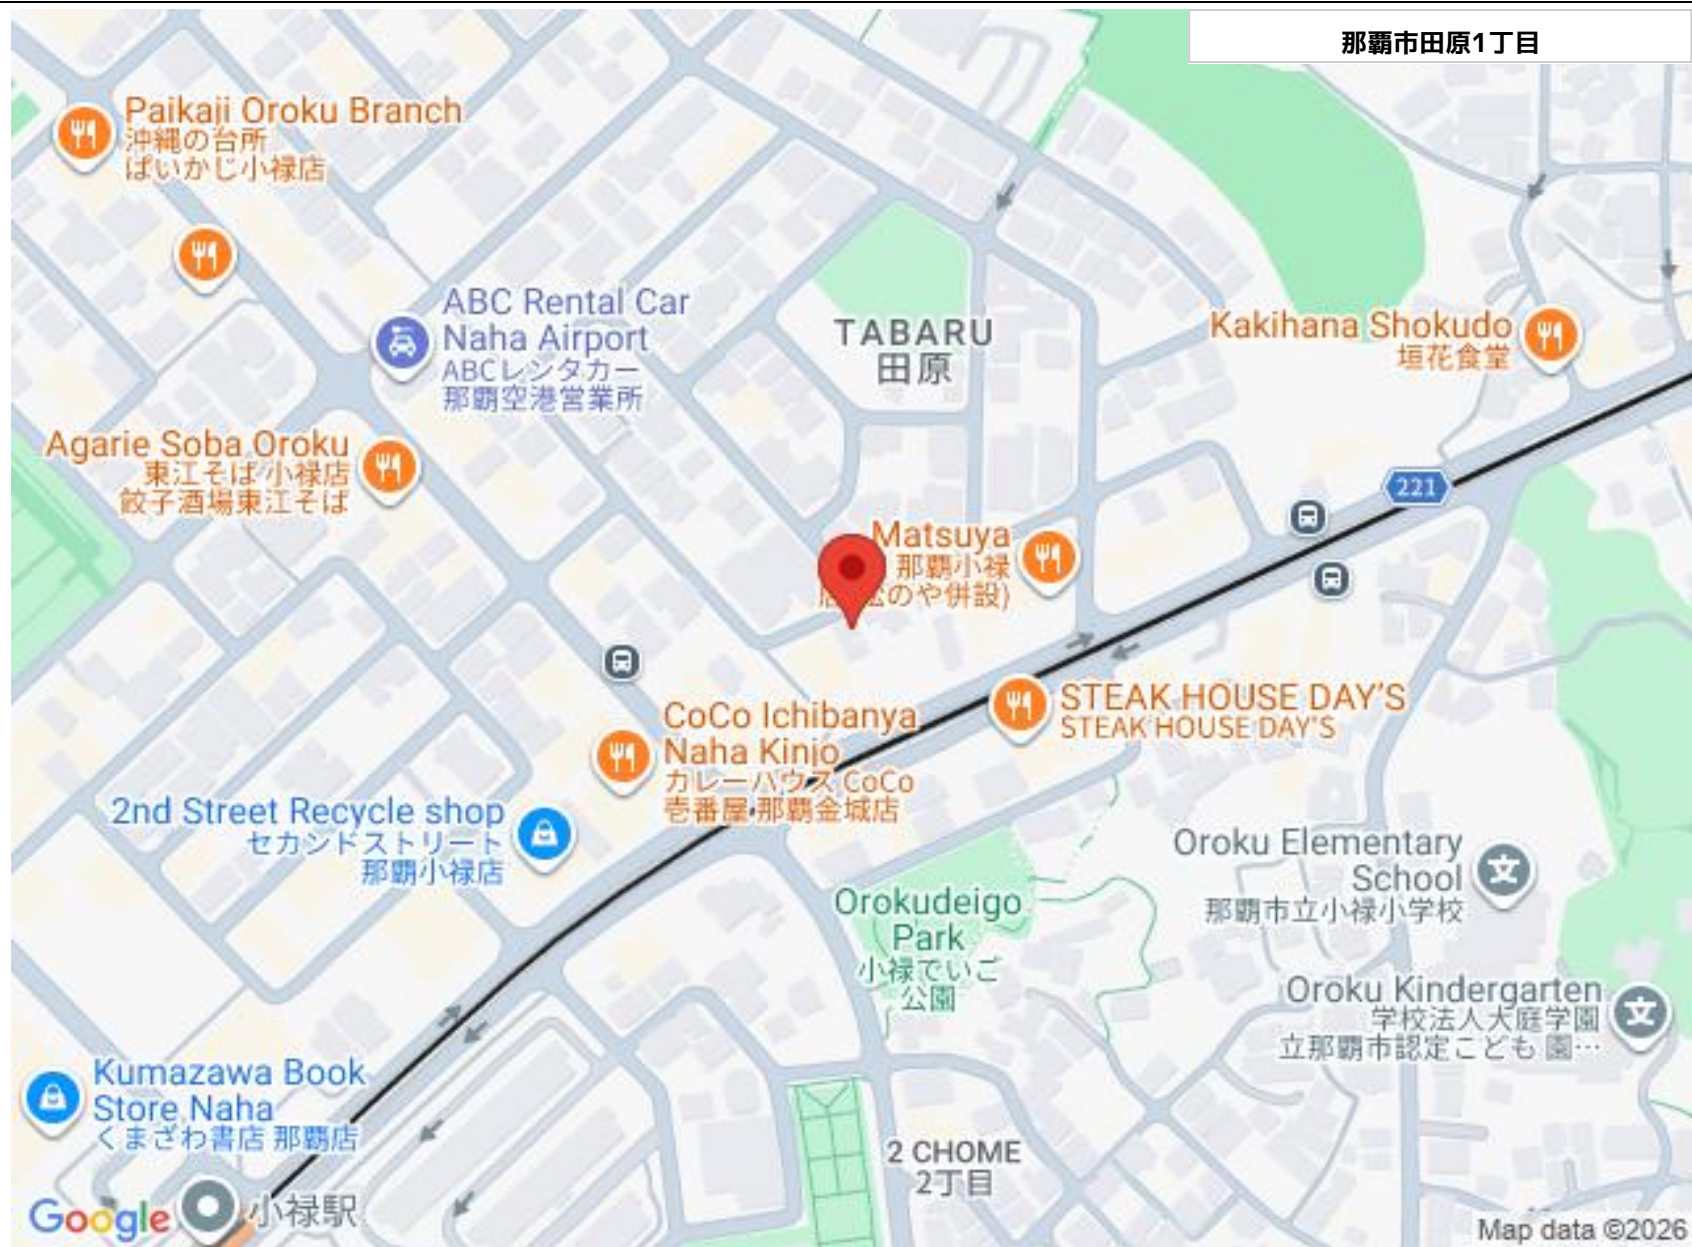 那覇市田原1丁目
Paikaji Oroku Branch
沖縄の台所
ぱいかじ小禄店
ABC Rental Car
Naha Airport
ABCレンタカー
那覇空港営業所
TABARU
田原
Kakihana Shokudo
垣花食堂
Agarie Soba Oroku
東江そば 小禄店
餃子酒場東江そば
221
Matsuya
那覇小禄
のや併設)
STEAK HOUSE DAY'S
STEAK HOUSE DAY'S
CoCo Ichibanya
Naha Kinjo
カレーハウス CoCo
壱番屋 那覇金城店
2nd Street Recycle shop
セカンドストリート
那覇小禄店
Oroku Elementary
School
那覇市立小禄小学校
Orokudeigo
Park
小禄でいご
公園
Oroku Kindergarten
学校法人大庭学園
立那覇市認定こども 園…
Kumazawa Book
Store Naha
くまざわ書店 那覇店
2 CHOME
2丁目
小禄駅
Google
Map data ©2026